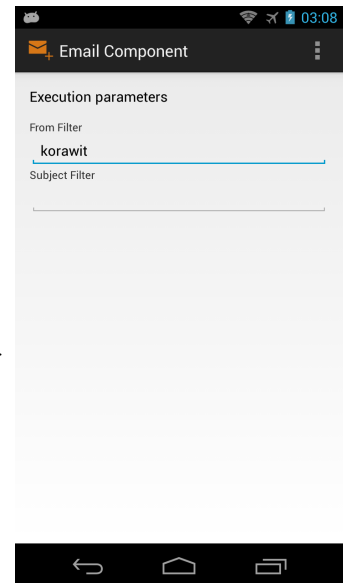 03:08
Email Component
Execution parameters
From Filter
korawit
Subject Filter